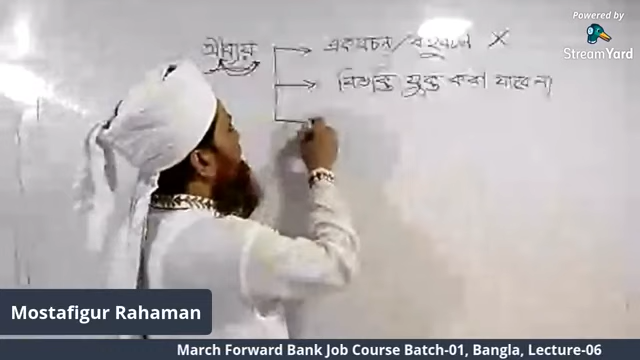 Powered by
StreamYard
অব্যয় → একবচন/বহুবচন X
→ বিভক্তি যুক্ত করা যাবে না
Mostafigur Rahaman
March Forward Bank Job Course Batch-01, Bangla, Lecture-06